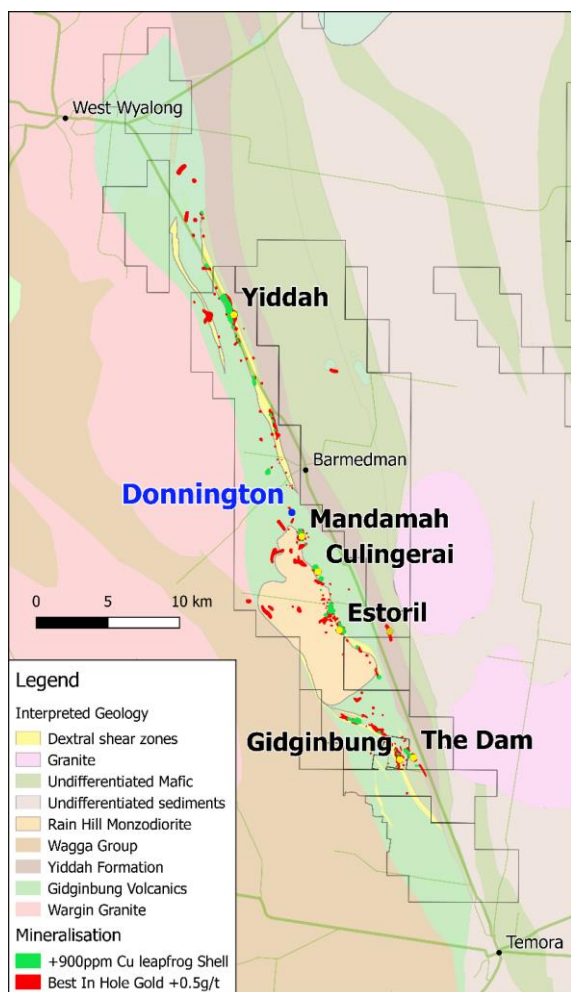 West Wyalong
Yiddah
Barmedman
Donnington
Mandamah
Culingerai
Estoril
0 5 10 km
Gidginbung
The Dam
Temora
Legend
Interpreted Geology
Dextral shear zones
Granite
Undifferentiated Mafic
Undifferentiated sediments
Rain Hill Monzodiorite
Wagga Group
Yiddah Formation
Gidginbung Volcanics
Wargin Granite
Mineralisation
+900ppm Cu leapfrog Shell
Best In Hole Gold +0.5g/t